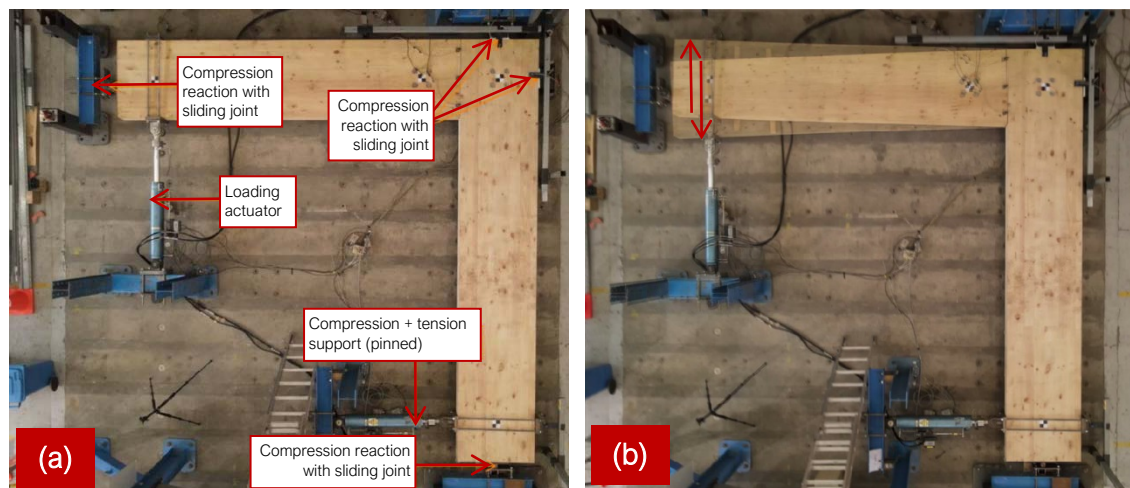 Compression
reaction with
sliding joint
Compression
reaction with
sliding joint
Loading
actuator
Compression + tension
support (pinned)
Compression reaction
with sliding joint
(a)
(b)